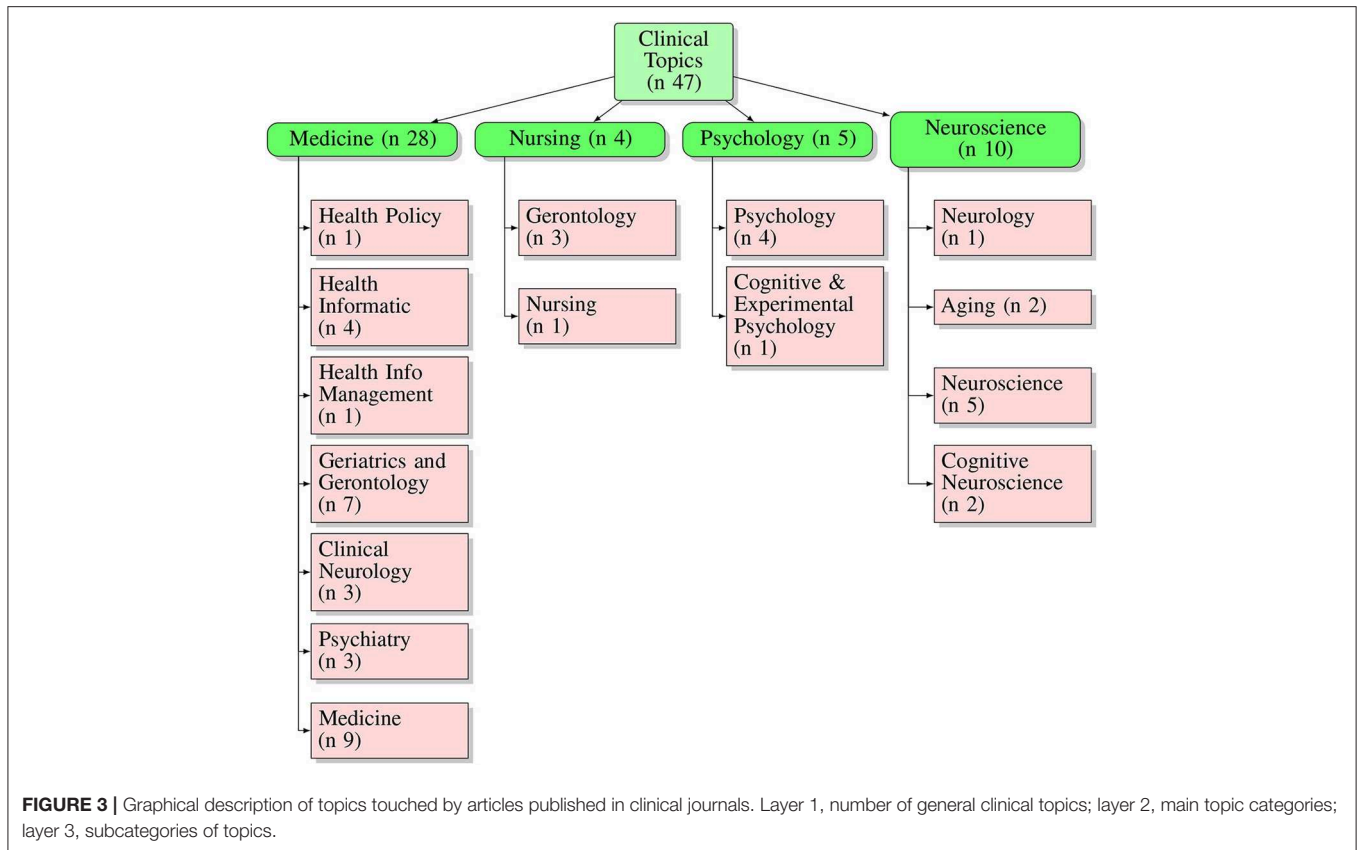 Clinical
Topics
(n 47)
Medicine (n 28)
Nursing (n 4)
Psychology (n 5)
Neuroscience
(n 10)
Health Policy
(n 1)
Health
Informatic
(n 4)
Health Info
Management
(n 1)
Geriatrics and
Gerontology
(n 7)
Clinical
Neurology
(n 3)
Psychiatry
(n 3)
Medicine
(n 9)
Gerontology
(n 3)
Nursing
(n 1)
Psychology
(n 4)
Cognitive &
Experimental
Psychology
(n 1)
Neurology
(n 1)
Aging (n 2)
Neuroscience
(n 5)
Cognitive
Neuroscience
(n 2)
FIGURE 3 | Graphical description of topics touched by articles published in clinical journals. Layer 1, number of general clinical topics; layer 2, main topic categories;
layer 3, subcategories of topics.